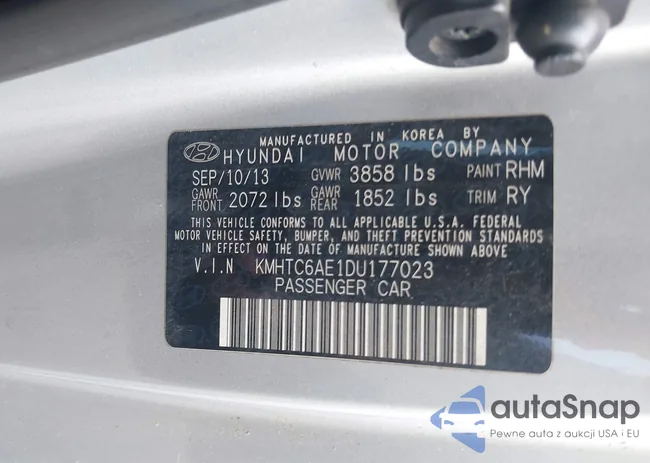 MANUFACTURED IN KOREA BY
HYUNDAI MOTOR COMPANY
SEP/10/13 GVWR 3858 lbs PAINT RHM
GAWR FRONT 2072 lbs GAWR REAR 1852 lbs TRIM RY
THIS VEHICLE CONFORMS TO ALL APPLICABLE U.S.A. FEDERAL
MOTOR VEHICLE SAFETY, BUMPER, AND THEFT PREVENTION
STANDARDS IN EFFECT ON THE DATE OF MANUFACTURE SHOWN ABOVE
V.I.N KMHTC6AE1DU177023
PASSENGER CAR
autaSnap
Pewne auta z aukcji USA i EU